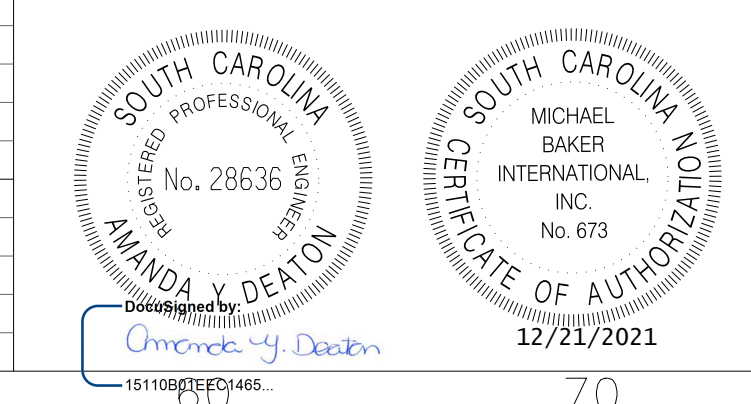 SOUTH CAROLINA
REGISTERED PROFESSIONAL ENGINEER
No. 28636
AMANDA Y DEATON
DocuSigned by:
Amanda Y. Deaton
15110B01EEC1465...
60
SOUTH CAROLINA
CERTIFICATE OF AUTHORIZATION
MICHAEL
BAKER
INTERNATIONAL,
INC.
No. 673
12/21/2021
70